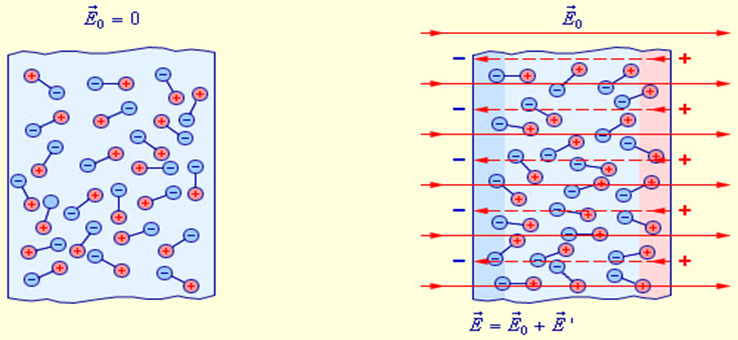 E⃗₀ = 0
E⃗₀
− +
− +
− +
− +
− +
E⃗ = E⃗₀ + E⃗ '